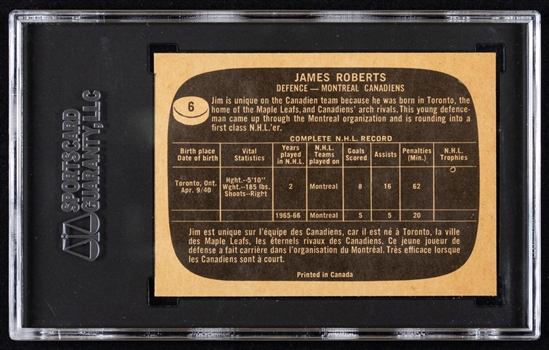 SPORTSCARD
GUARANTY, LLC
6
JAMES ROBERTS
DEFENCE — MONTREAL CANADIENS
Jim is unique on the Canadien team because he was born in Toronto, the
home of the Maple Leafs, and Canadiens' arch rivals. This young defence-
man came up through the Montreal organization and is rounding into a
first class N.H.L.'er.
COMPLETE N.H.L. RECORD
Birth place Date of birth | Vital Statistics | Years played in N.H.L. | N.H.L. Teams played on | Goals Scored | Assists | Penalties (Min.) | N.H.L. Trophies
Toronto, Ont. Apr. 9/40 | Hght.-5'10" Wght.-185 lbs. Shoots-Right | 2 | Montreal | 8 | 16 | 62
1965-66 | Montreal | 5 | 5 | 20
Jim est unique sur l'équipe des Canadiens, car il est né à Toronto, la ville
des Maple Leafs, les éternels rivaux des Canadiens. Ce jeune joueur de
défense a fait carrière dans l'organisation du Montréal. Très efficace lorsque
les Canadiens sont à court.
Printed in Canada